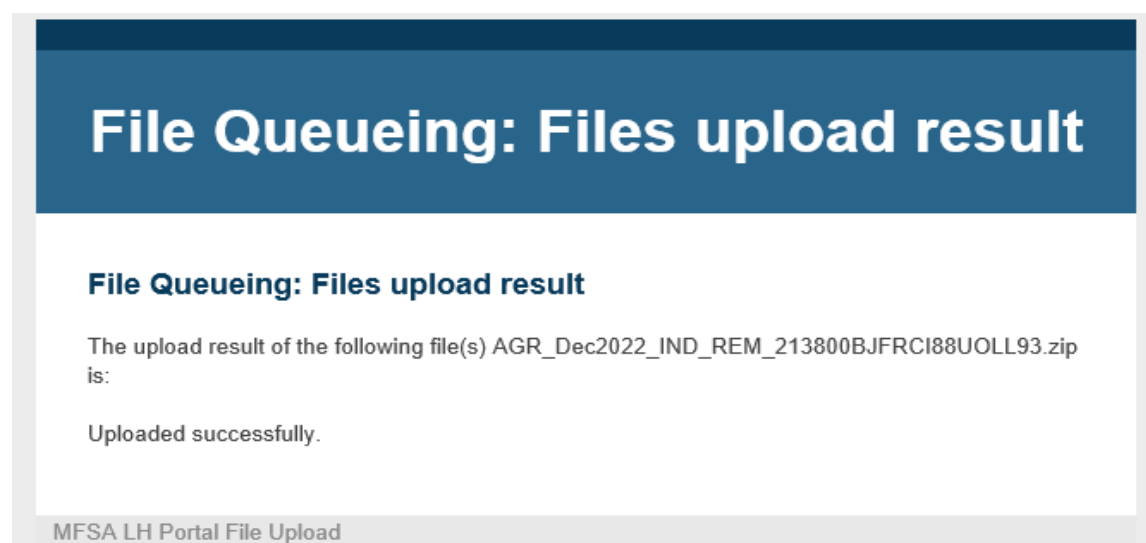 File Queueing: Files upload result
File Queueing: Files upload result
The upload result of the following file(s) AGR_Dec2022_IND_REM_213800BJFRCI88UOLL93.zip
is:
Uploaded successfully.
MFSA LH Portal File Upload